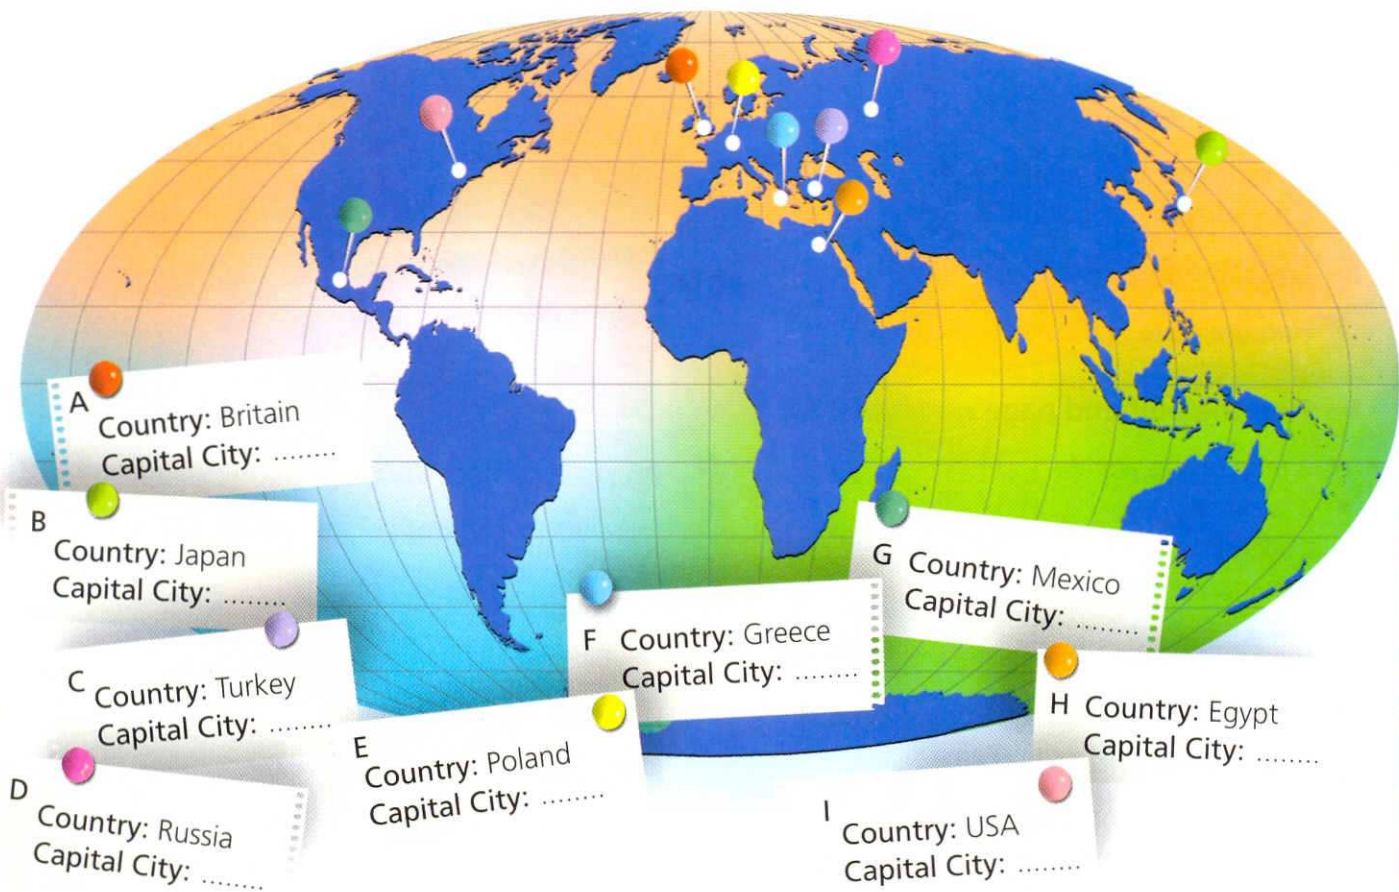 A
Country: Britain
Capital City: ........
B
Country: Japan
Capital City: ........
C
Country: Turkey
Capital City: ........
D
Country: Russia
Capital City: ........
E
Country: Poland
Capital City: ........
F Country: Greece
Capital City: ........
G Country: Mexico
Capital City: ........
H Country: Egypt
Capital City: ........
I
Country: USA
Capital City: ........